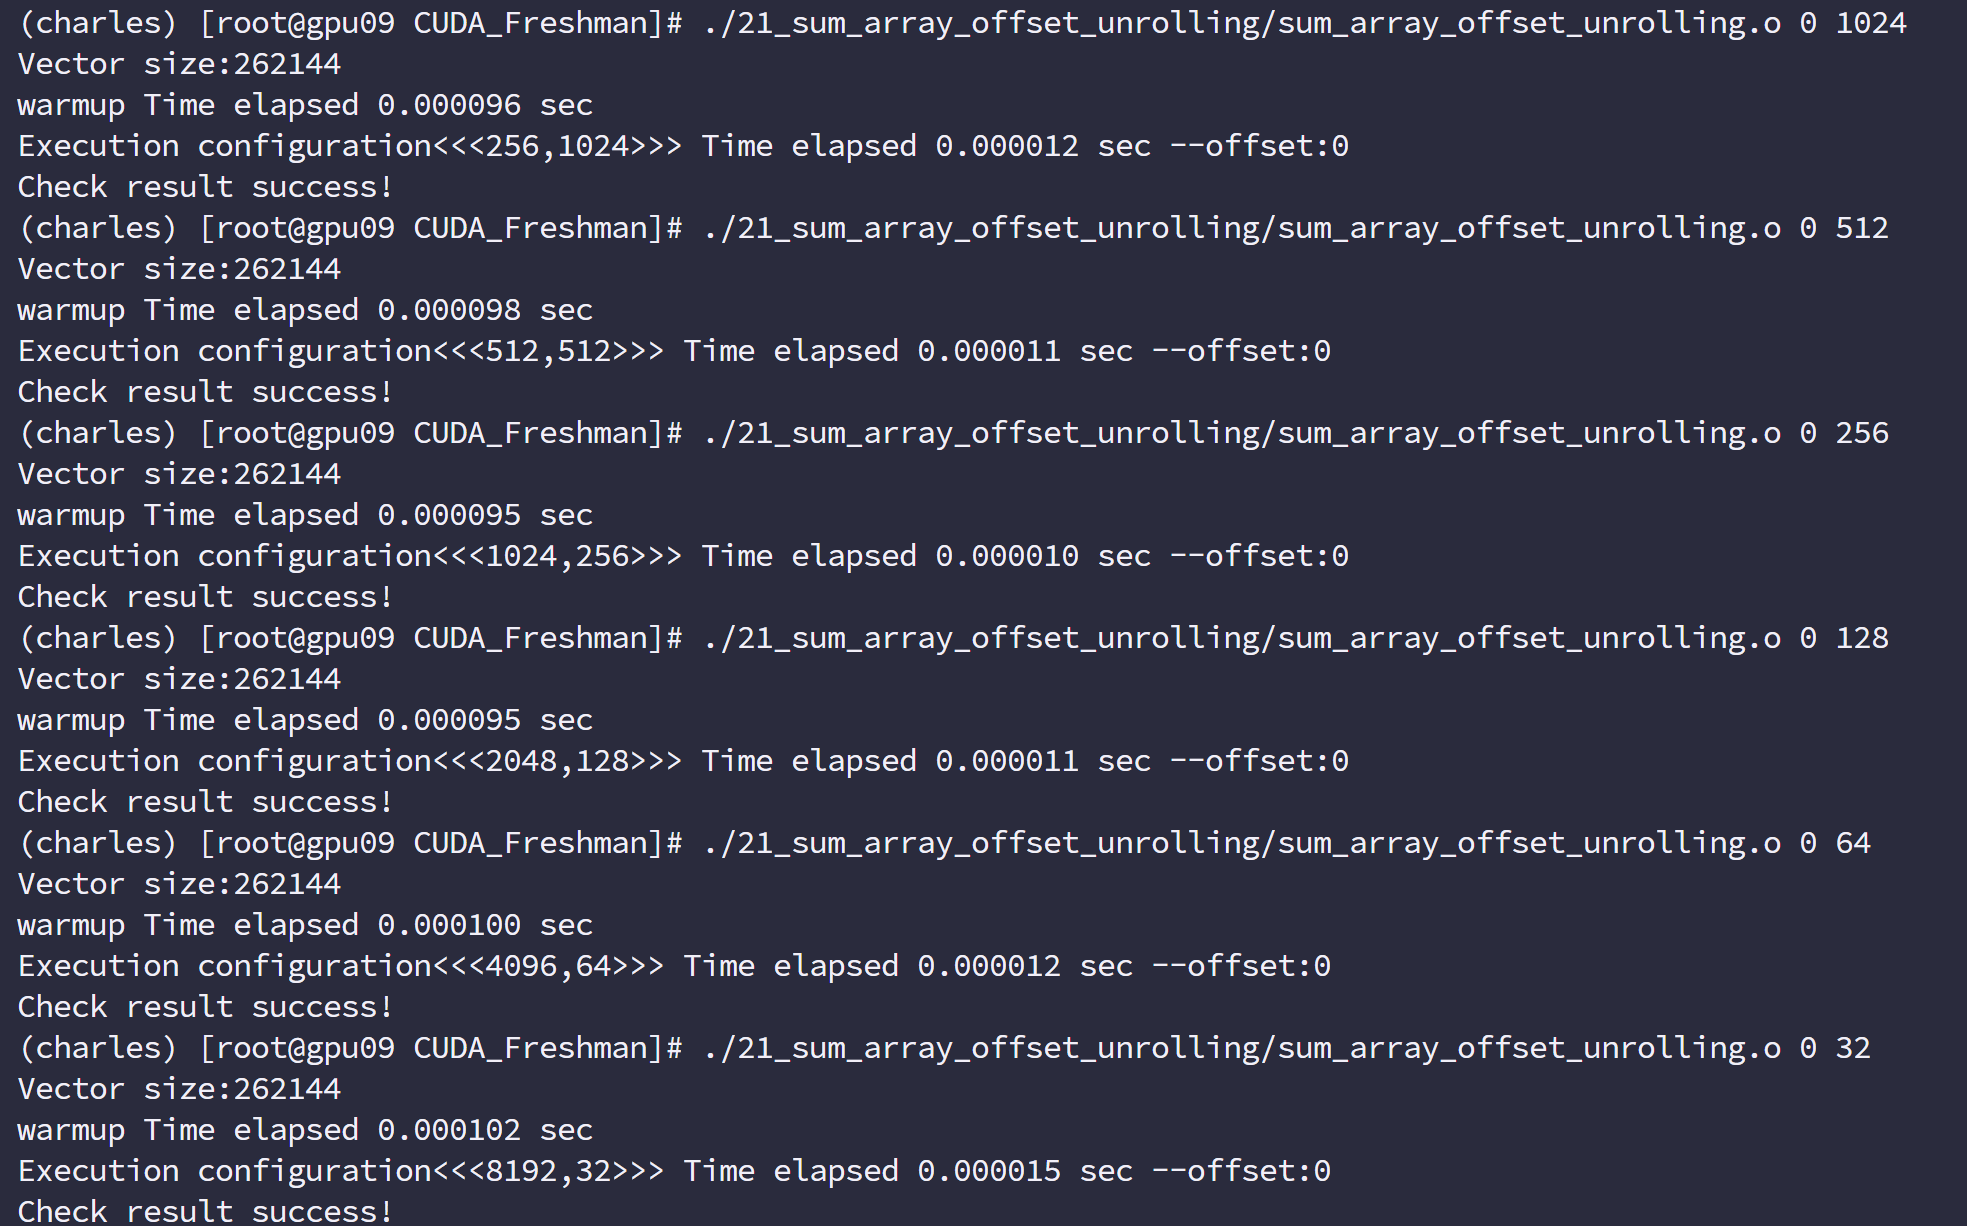 (charles) [root@gpu09 CUDA_Freshman]# ./21_sum_array_offset_unrolling/sum_array_offset_unrolling.o 0 1024
Vector size:262144
warmup Time elapsed 0.000096 sec
Execution configuration<<<256,1024>>> Time elapsed 0.000012 sec --offset:0
Check result success!
(charles) [root@gpu09 CUDA_Freshman]# ./21_sum_array_offset_unrolling/sum_array_offset_unrolling.o 0 512
Vector size:262144
warmup Time elapsed 0.000098 sec
Execution configuration<<<512,512>>> Time elapsed 0.000011 sec --offset:0
Check result success!
(charles) [root@gpu09 CUDA_Freshman]# ./21_sum_array_offset_unrolling/sum_array_offset_unrolling.o 0 256
Vector size:262144
warmup Time elapsed 0.000095 sec
Execution configuration<<<1024,256>>> Time elapsed 0.000010 sec --offset:0
Check result success!
(charles) [root@gpu09 CUDA_Freshman]# ./21_sum_array_offset_unrolling/sum_array_offset_unrolling.o 0 128
Vector size:262144
warmup Time elapsed 0.000095 sec
Execution configuration<<<2048,128>>> Time elapsed 0.000011 sec --offset:0
Check result success!
(charles) [root@gpu09 CUDA_Freshman]# ./21_sum_array_offset_unrolling/sum_array_offset_unrolling.o 0 64
Vector size:262144
warmup Time elapsed 0.000100 sec
Execution configuration<<<4096,64>>> Time elapsed 0.000012 sec --offset:0
Check result success!
(charles) [root@gpu09 CUDA_Freshman]# ./21_sum_array_offset_unrolling/sum_array_offset_unrolling.o 0 32
Vector size:262144
warmup Time elapsed 0.000102 sec
Execution configuration<<<8192,32>>> Time elapsed 0.000015 sec --offset:0
Check result success!